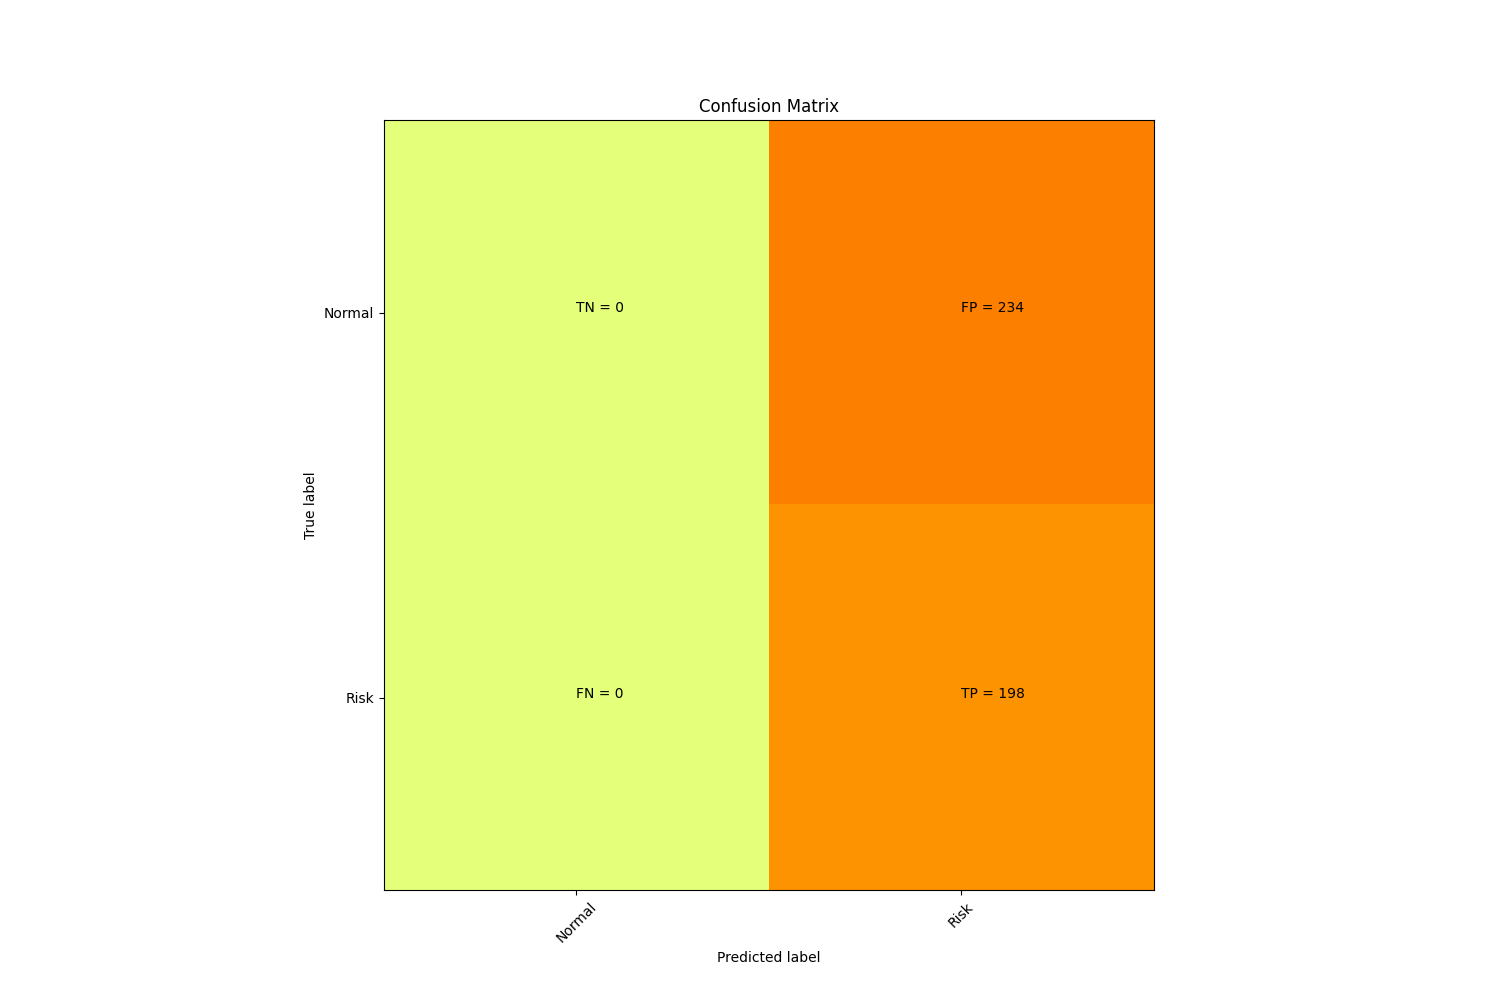 Confusion Matrix
Normal
TN = 0
FP = 234
True label
Risk
FN = 0
TP = 198
Normal
Risk
Predicted label